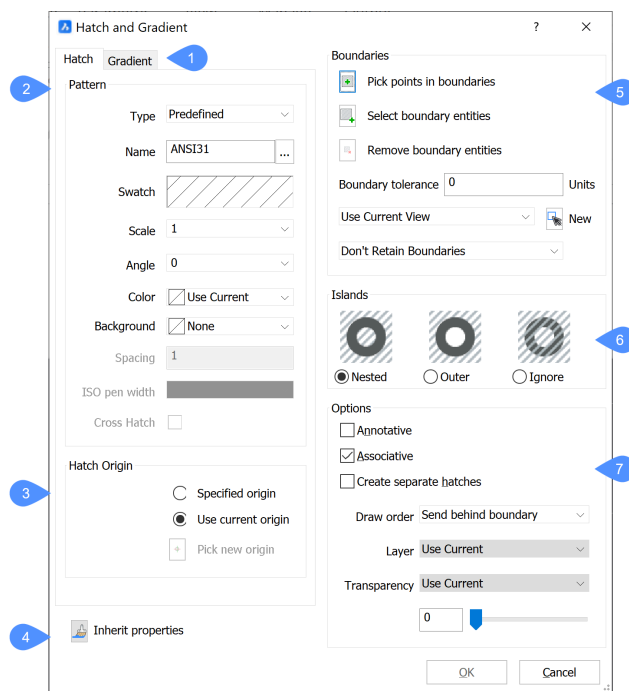 Hatch and Gradient
?
Hatch
Gradient
1
2
Pattern
Type
Predefined
Name
ANSI31
...
Swatch
Scale
1
Angle
0
Color
Use Current
Background
None
Spacing
1
ISO pen width
Cross Hatch
Hatch Origin
3
Specified origin
Use current origin
Pick new origin
4
Inherit properties
Boundaries
Pick points in boundaries
5
Select boundary entities
Remove boundary entities
Boundary tolerance
0
Units
Use Current View
New
Don't Retain Boundaries
Islands
6
Nested
Outer
Ignore
Options
Annotative
Associative
7
Create separate hatches
Draw order
Send behind boundary
Layer
Use Current
Transparency
Use Current
0
OK
Cancel